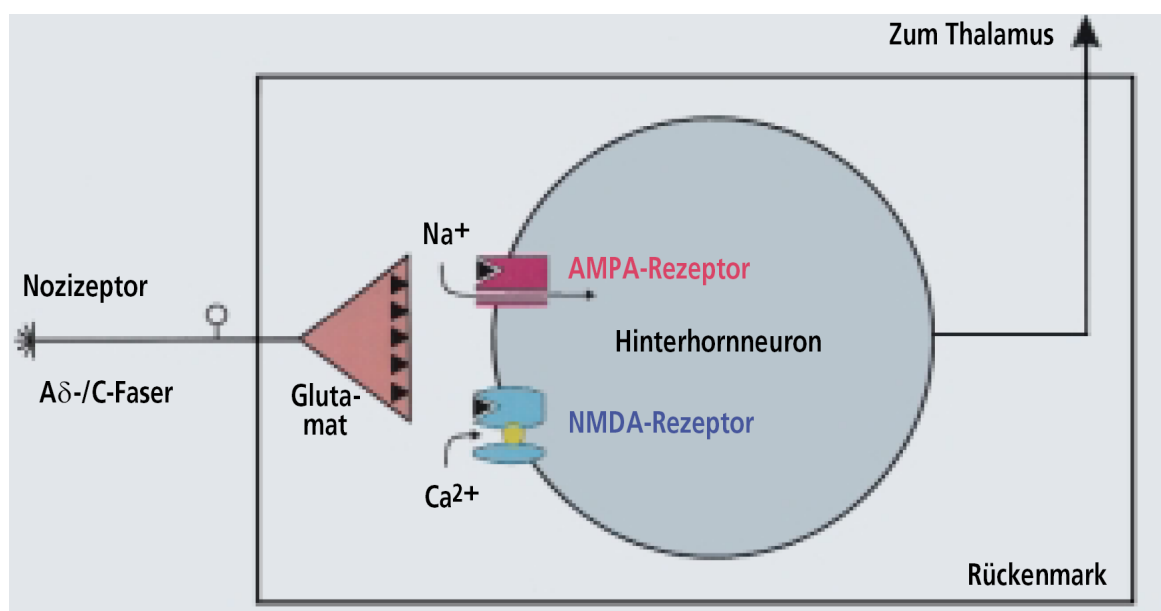 Zum Thalamus
Na+
AMPA-Rezeptor
Nozizeptor
Hinterhornneuron
Aδ-/C-Faser
Gluta-
mat
NMDA-Rezeptor
Ca2+
Rückenmark